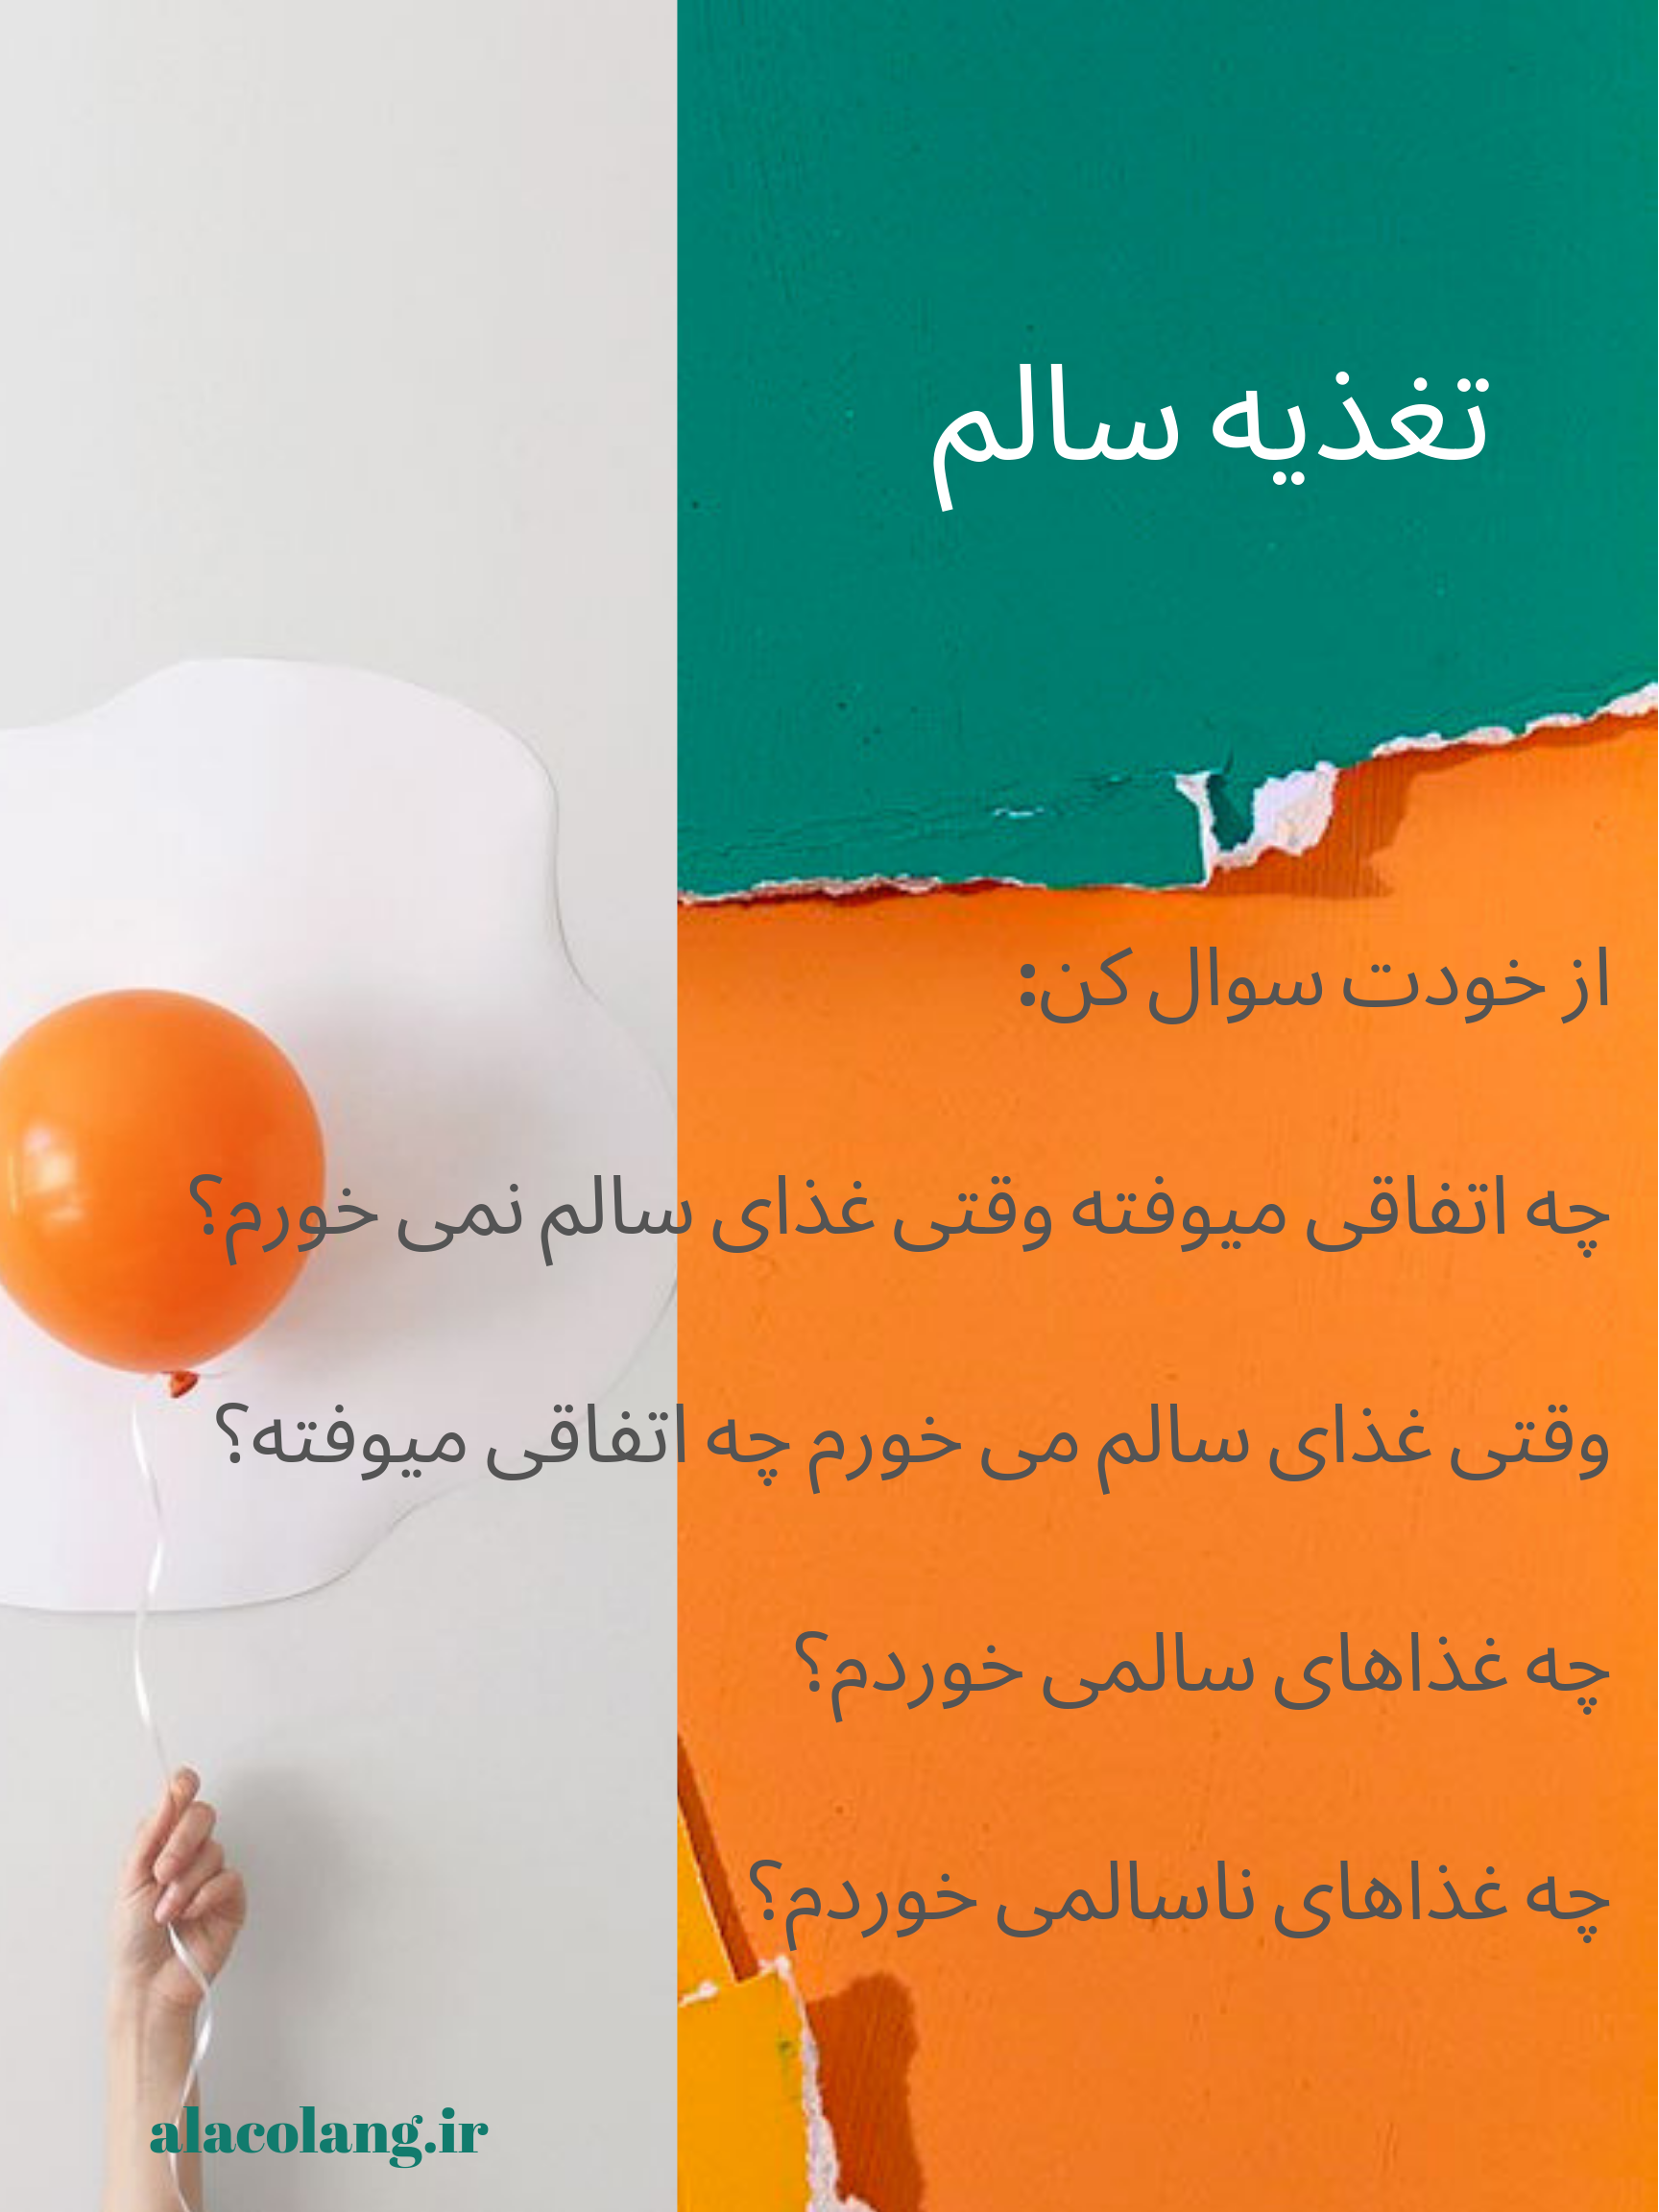 تغذیه سالم
از خودت سوال کن:
چه اتفاقی میوفته وقتی غذای سالم نمی خورم؟
وقتی غذای سالم می خورم چه اتفاقی میوفته؟
چه غذاهای سالمی خوردم؟
چه غذاهای ناسالمی خوردم؟
alacolang.ir